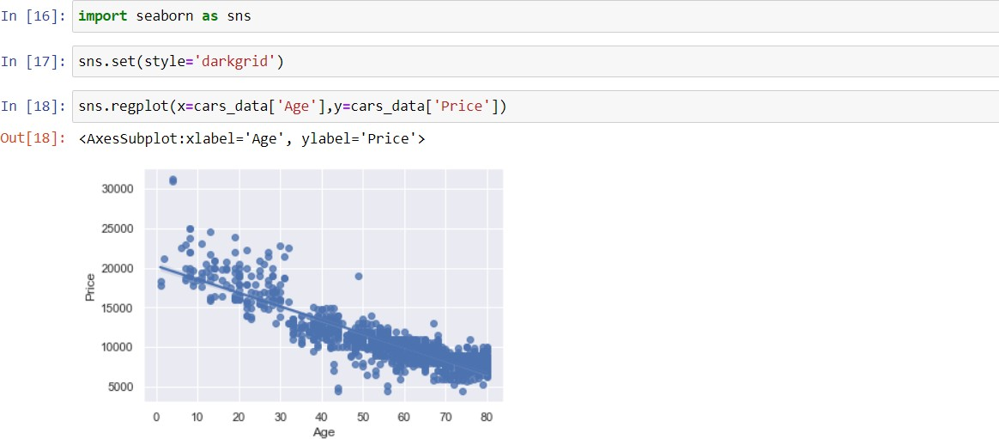 In [16]: import seaborn as sns
In [17]: sns.set(style='darkgrid')
In [18]: sns.regplot(x=cars_data['Age'],y=cars_data['Price'])
Out[18]: <AxesSubplot:xlabel='Age', ylabel='Price'>
30000
25000
20000
15000
10000
5000
Price
0 10 20 30 40 50 60 70 80
Age